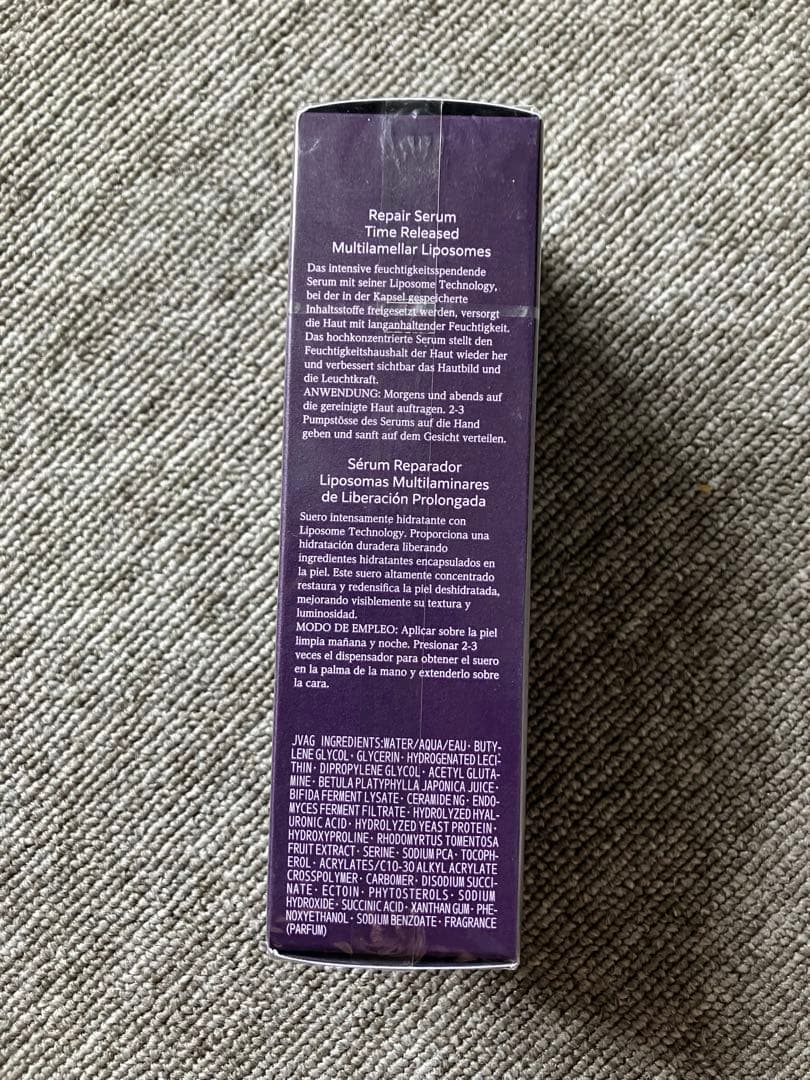 Repair Serum
Time Released
Multilamellar Liposomes
Das intensive feuchtigkeitsspendende
Serum mit seiner Liposome Technology,
bei der in der Kapsel gespeicherte
Inhaltsstoffe freigesetzt werden, versorgt
die Haut mit langanhaltender Feuchtigkeit.
Das hochkonzentrierte Serum stellt den
Feuchtigkeitshaushalt der Haut wieder her
und verbessert sichtbar das Hautbild und
die Leuchtkraft.
ANWENDUNG: Morgens und abends auf
die gereinigte Haut auftragen. 2-3
Pumpstösse des Serums auf die Hand
geben und sanft auf dem Gesicht verteilen.
Sérum Reparador
Liposomas Multilaminares
de Liberación Prolongada
Suero intensamente hidratante con
Liposome Technology. Proporciona una
hidratación duradera liberando
ingredientes hidratantes encapsulados en
la piel. Este suero altamente concentrado
restaura y redensifica la piel deshidratada,
mejorando visiblemente su textura y
luminosidad.
MODO DE EMPLEO: Aplicar sobre la piel
limpia mañana y noche. Presionar 2-3
veces el dispensador para obtener el suero
en la palma de la mano y extenderlo sobre
la cara.
JVAG INGREDIENTS:WATER/AQUA/EAU· BUTY-
LENE GLYCOL· GLYCERIN· HYDROGENATED LECI-
THIN· DIPROPYLENE GLYCOL· ACETYL GLUTA-
MINE· BETULA PLATYPHYLLA JAPONICA JUICE·
BIFIDA FERMENT LYSATE· CERAMIDE NG· ENDO-
MYCES FERMENT FILTRATE· HYDROLYZED HYAL-
URONIC ACID· HYDROLYZED YEAST PROTEIN·
HYDROXYPROLINE· RHODOMYRTUS TOMENTOSA
FRUIT EXTRACT· SERINE· SODIUM PCA· TOCOPH-
EROL· ACRYLATES/C10-30 ALKYL ACRYLATE
CROSSPOLYMER· CARBOMER· DISODIUM SUCCI-
NATE· ECTOIN· PHYTOSTEROLS· SODIUM
HYDROXIDE· SUCCINIC ACID· XANTHAN GUM· PHE-
NOXYETHANOL· SODIUM BENZOATE· FRAGRANCE
(PARFUM)